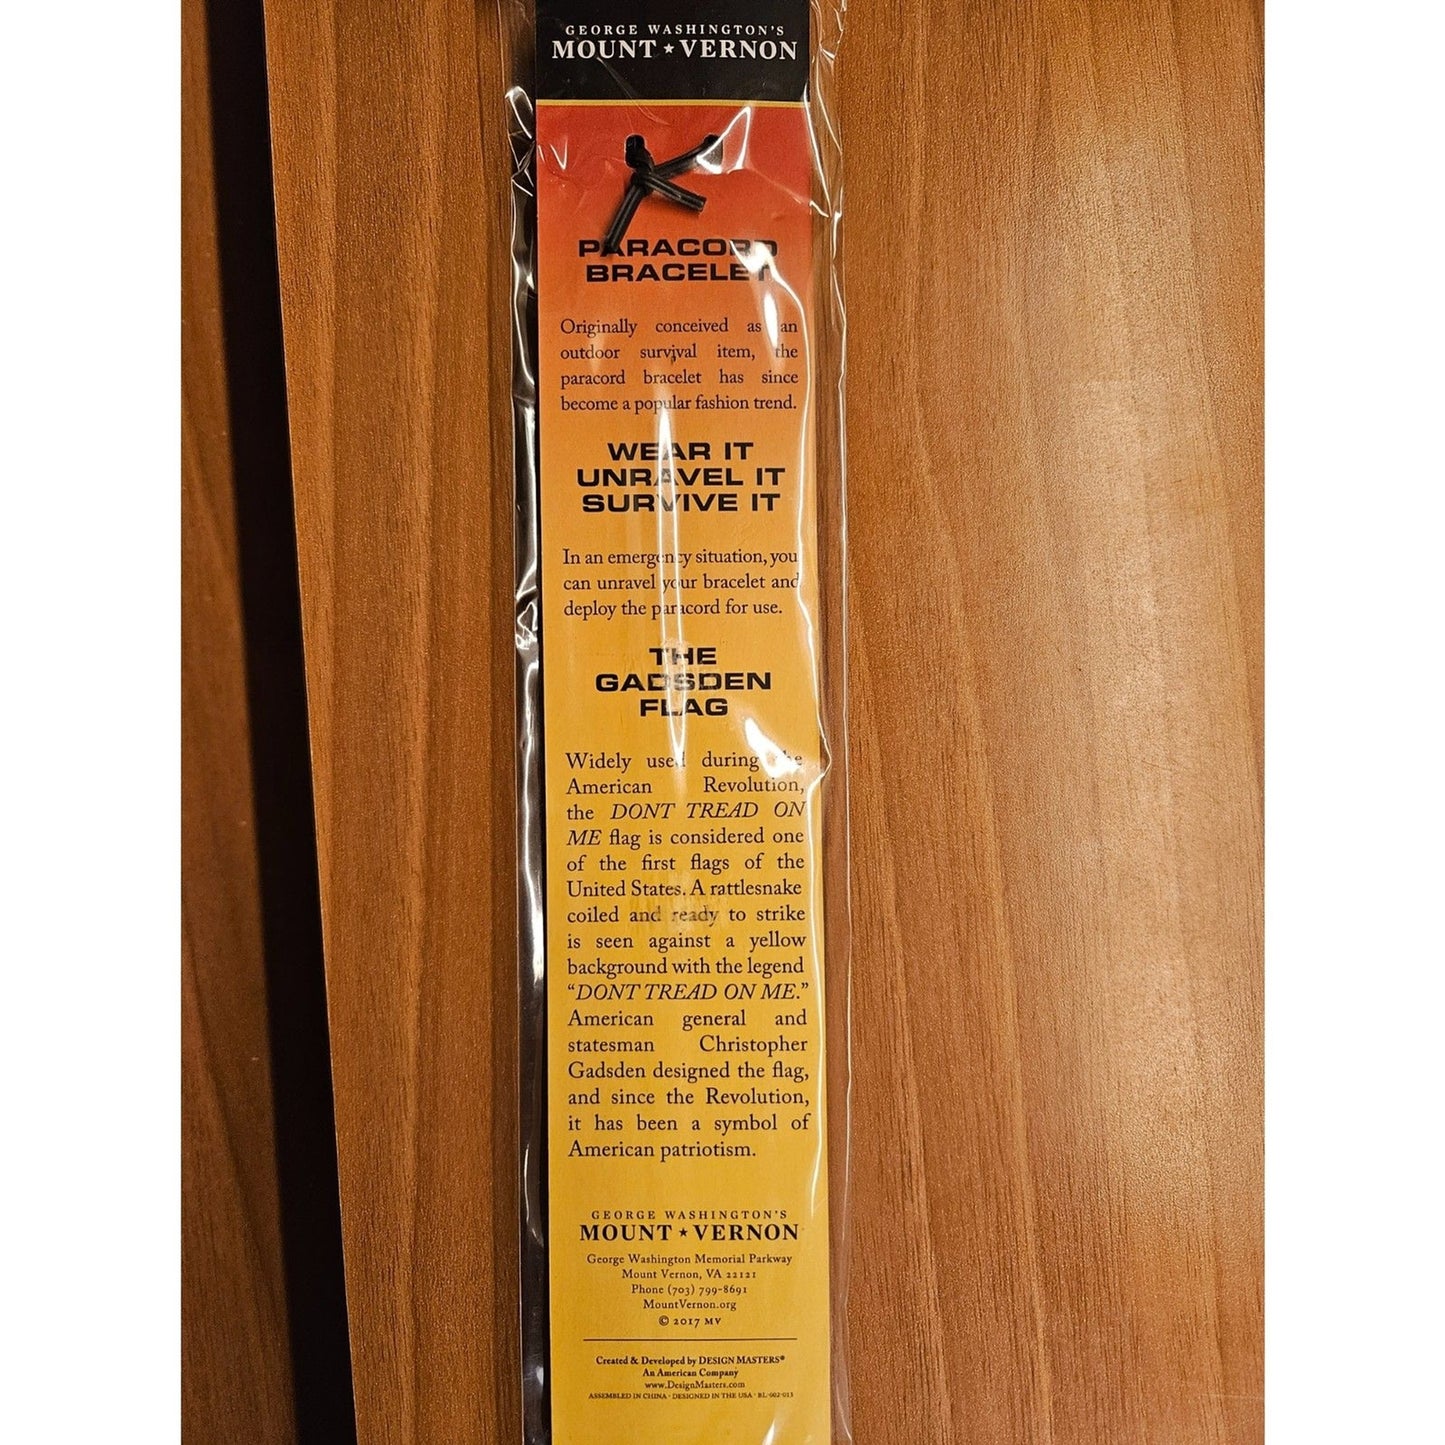 GEORGE WASHINGTON'S
MOUNT ★ VERNON
PARACORD
BRACELET
Originally conceived as an
outdoor survival item, the
paracord bracelet has since
become a popular fashion trend.
WEAR IT
UNRAVEL IT
SURVIVE IT
In an emergency situation, you
can unravel your bracelet and
deploy the paracord for use.
THE
GADSDEN
FLAG
Widely used during the
American Revolution,
the DONT TREAD ON
ME flag is considered one
of the first flags of the
United States. A rattlesnake
coiled and ready to strike
is seen against a yellow
background with the legend
“DONT TREAD ON ME.”
American general and
statesman Christopher
Gadsden designed the flag,
and since the Revolution,
it has been a symbol of
American patriotism.
GEORGE WASHINGTON'S
MOUNT ★ VERNON
George Washington Memorial Parkway
Mount Vernon, VA 22121
Phone (703) 799-8691
MountVernon.org
© 2017 MV
Created & Developed by DESIGN MASTERS®
An American Company
www.DesignMasters.com
ASSEMBLED IN CHINA · DESIGNED IN THE USA · BL-602-013